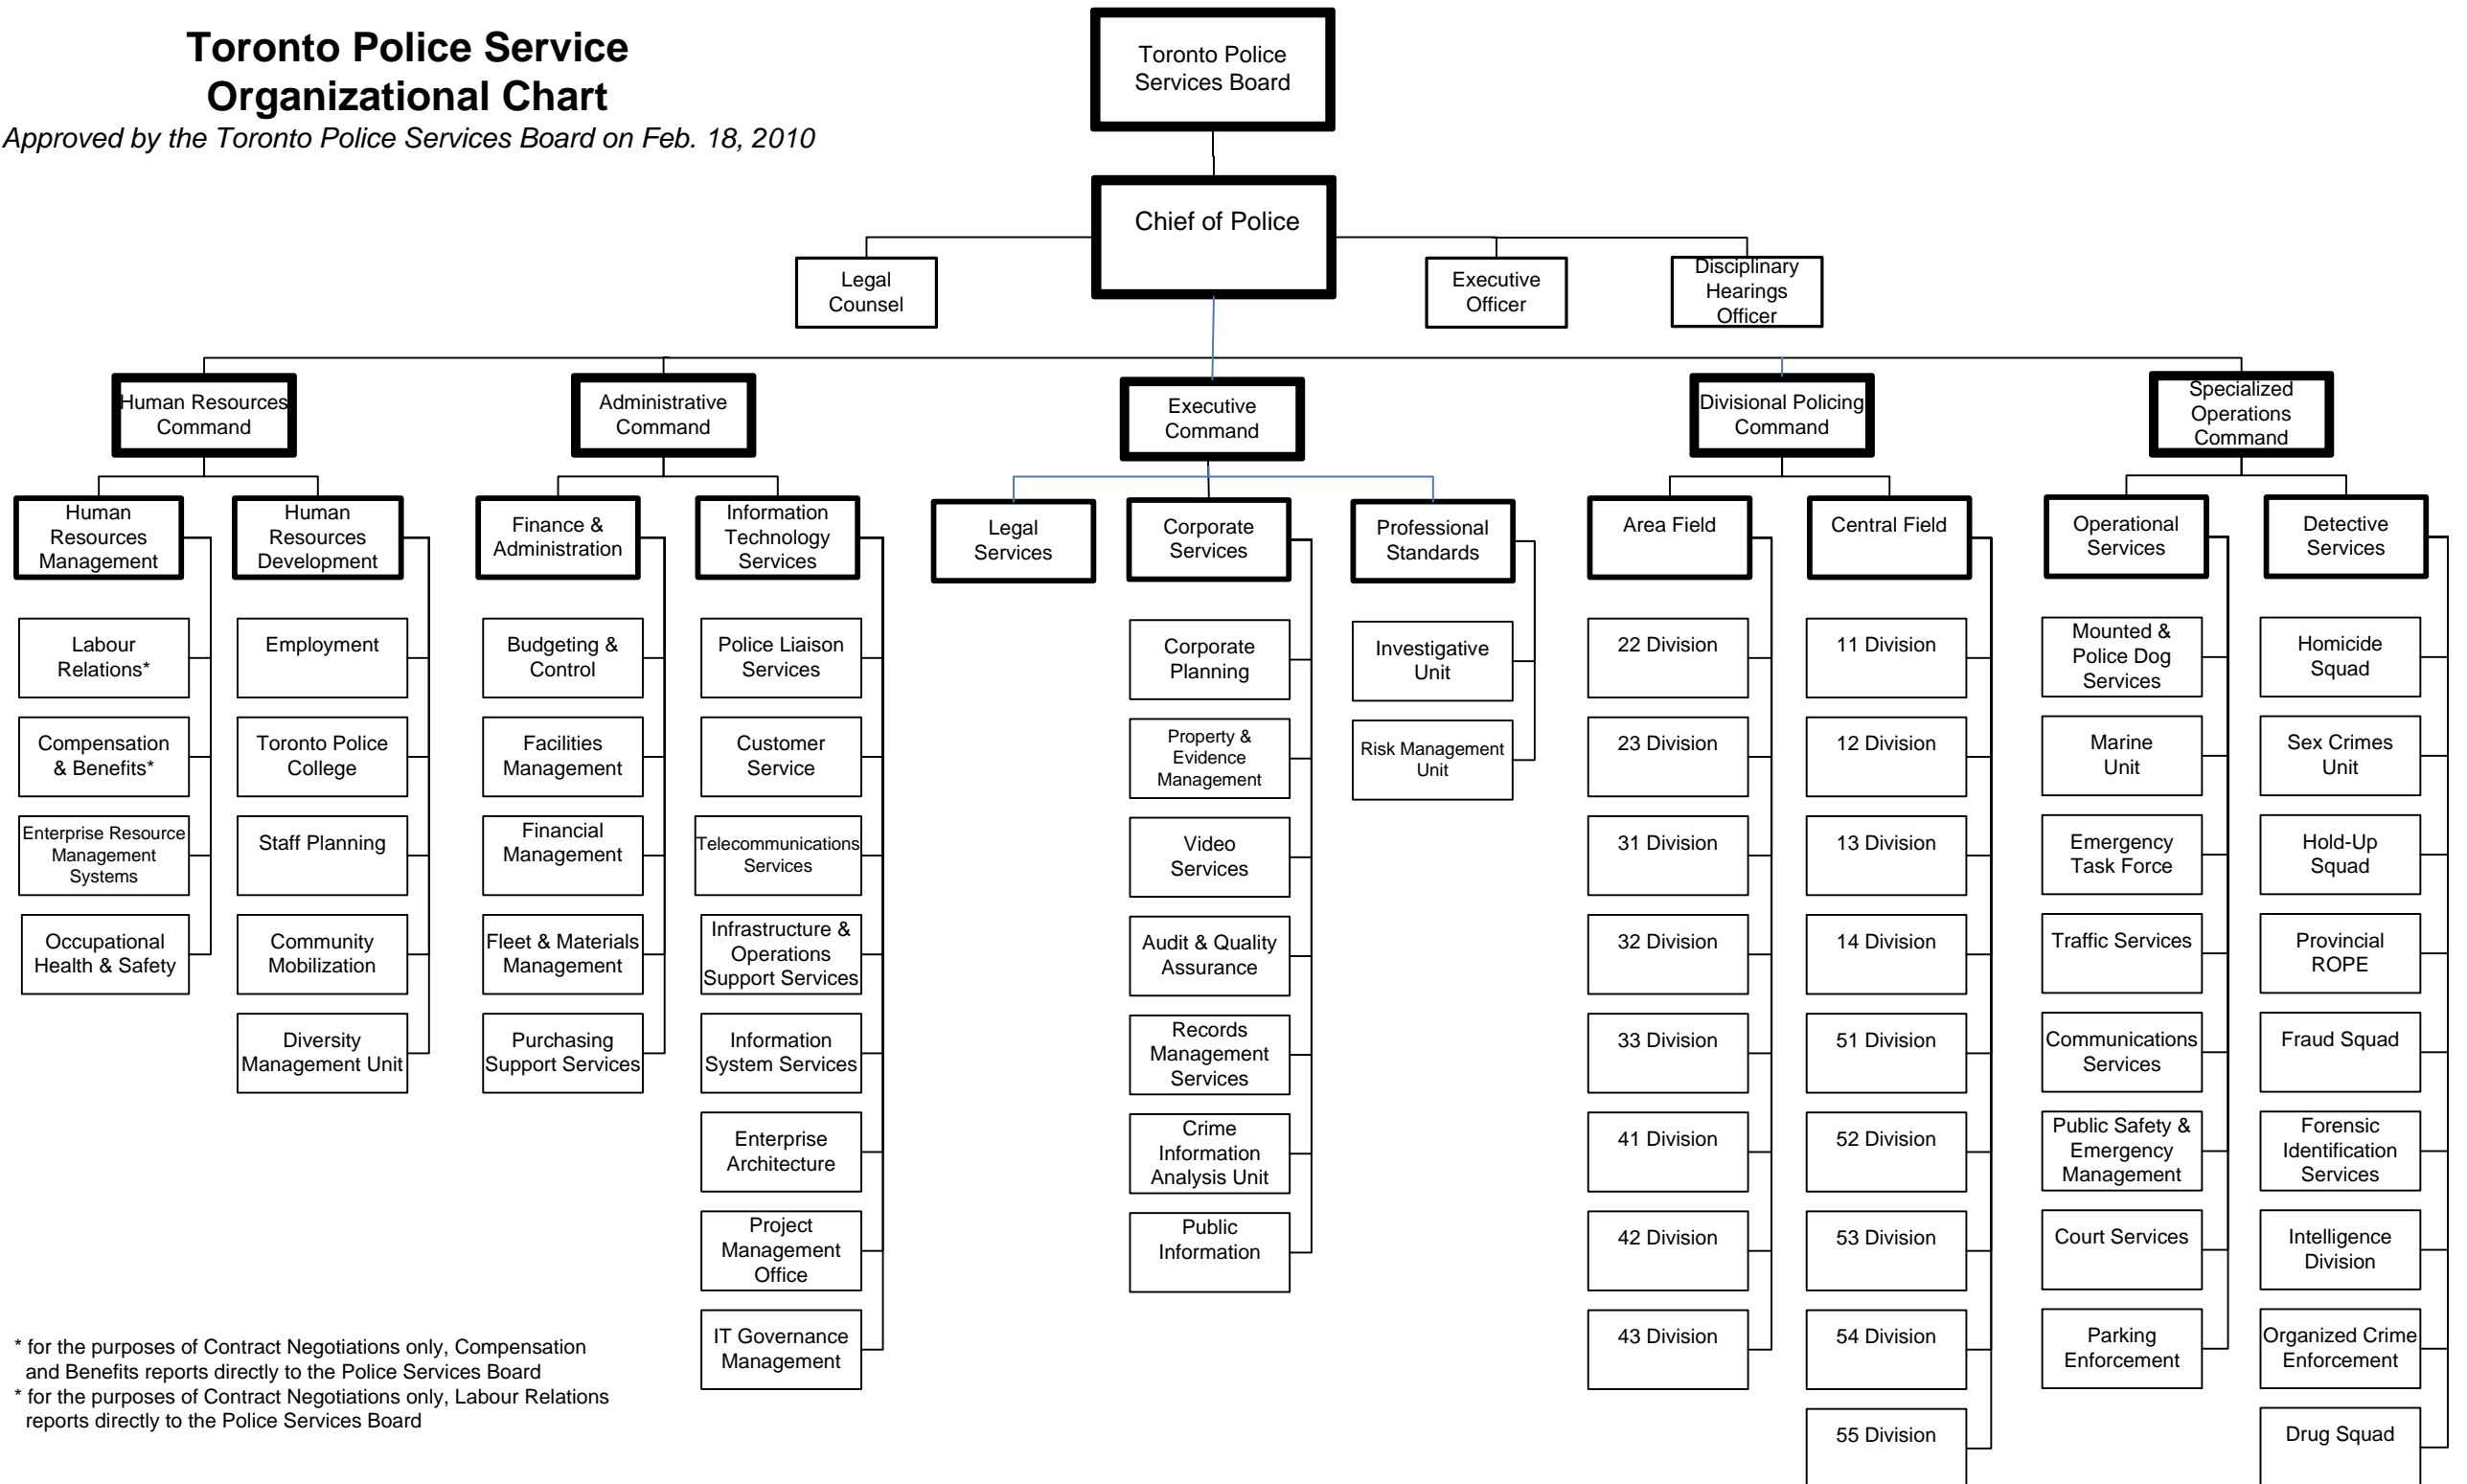 Toronto Police Service
Organizational Chart
Approved by the Toronto Police Services Board on Feb. 18, 2010
Toronto Police
Services Board
Chief of Police
Legal
Counsel
Executive
Officer
Disciplinary
Hearings
Officer
Human Resources
Command
Administrative
Command
Executive
Command
Divisional Policing
Command
Specialized
Operations
Command
Human
Resources
Management
Human
Resources
Development
Finance &
Administration
Information
Technology
Services
Legal
Services
Corporate
Services
Professional
Standards
Area Field
Central Field
Operational
Services
Detective
Services
Labour
Relations*
Compensation
& Benefits*
Enterprise Resource
Management
Systems
Occupational
Health & Safety
Employment
Toronto Police
College
Staff Planning
Community
Mobilization
Diversity
Management Unit
Budgeting &
Control
Facilities
Management
Financial
Management
Fleet & Materials
Management
Purchasing
Support Services
Police Liaison
Services
Customer
Service
Telecommunications
Services
Infrastructure &
Operations
Support Services
Information
System Services
Enterprise
Architecture
Project
Management
Office
IT Governance
Management
Corporate
Planning
Property &
Evidence
Management
Video
Services
Audit & Quality
Assurance
Records
Management
Services
Crime
Information
Analysis Unit
Public
Information
Investigative
Unit
Risk Management
Unit
22 Division
23 Division
31 Division
32 Division
33 Division
41 Division
42 Division
43 Division
11 Division
12 Division
13 Division
14 Division
51 Division
52 Division
53 Division
54 Division
55 Division
Mounted &
Police Dog
Services
Marine
Unit
Emergency
Task Force
Traffic Services
Communications
Services
Public Safety &
Emergency
Management
Court Services
Parking
Enforcement
Homicide
Squad
Sex Crimes
Unit
Hold-Up
Squad
Provincial
ROPE
Fraud Squad
Forensic
Identification
Services
Intelligence
Division
Organized Crime
Enforcement
Drug Squad
* for the purposes of Contract Negotiations only, Compensation
and Benefits reports directly to the Police Services Board
* for the purposes of Contract Negotiations only, Labour Relations
reports directly to the Police Services Board